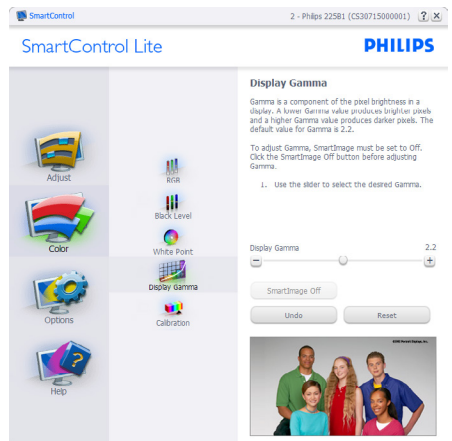 SmartControl
2 - Philips 225B1 (CS30715000001)
? X
SmartControl Lite
PHILIPS
Adjust
Color
Options
Help
RGB
Black Level
White Point
Display Gamma
Calibration
Display Gamma
Gamma is a component of the pixel brightness in a
display. A lower Gamma value produces brighter pixels
and a higher Gamma value produces darker pixels. The
default value for Gamma is 2.2.
To adjust Gamma, SmartImage must be set to Off.
Click the SmartImage Off button before adjusting
Gamma.
1. Use the slider to select the desired Gamma.
Display Gamma 2.2
SmartImage Off
Undo Reset